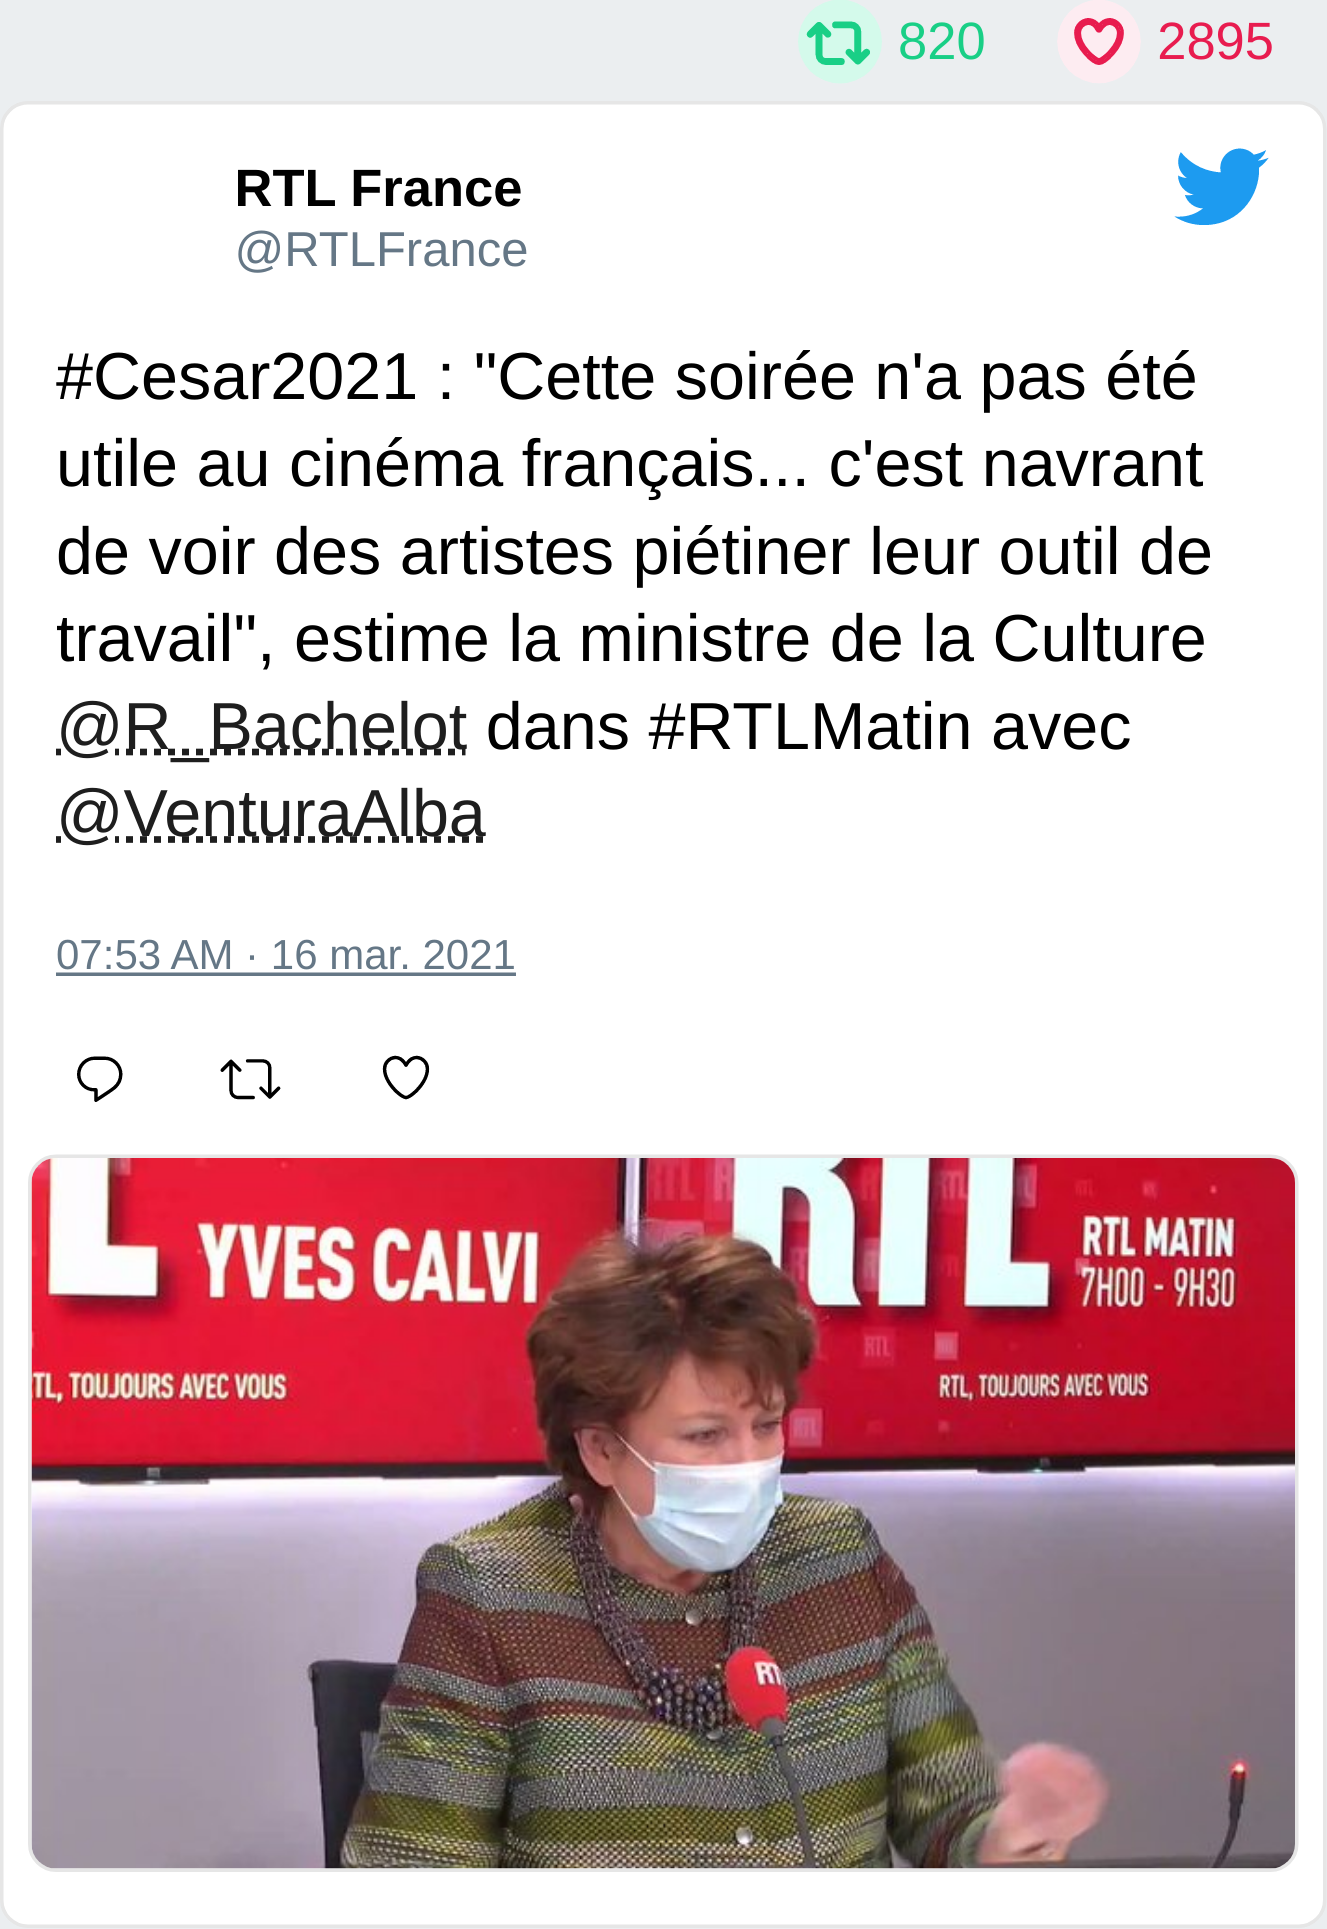 820 2895
RTL France
@RTLFrance
#Cesar2021 : "Cette soirée n'a pas été
utile au cinéma français... c'est navrant
de voir des artistes piétiner leur outil de
travail", estime la ministre de la Culture
@R_Bachelot dans #RTLMatin avec
@VenturaAlba
07:53 AM · 16 mar. 2021
L
YVES CALVI
TL, TOUJOURS AVEC VOUS
RTL
RTL MATIN
7H00 - 9H30
RTL, TOUJOURS AVEC VOUS
RT